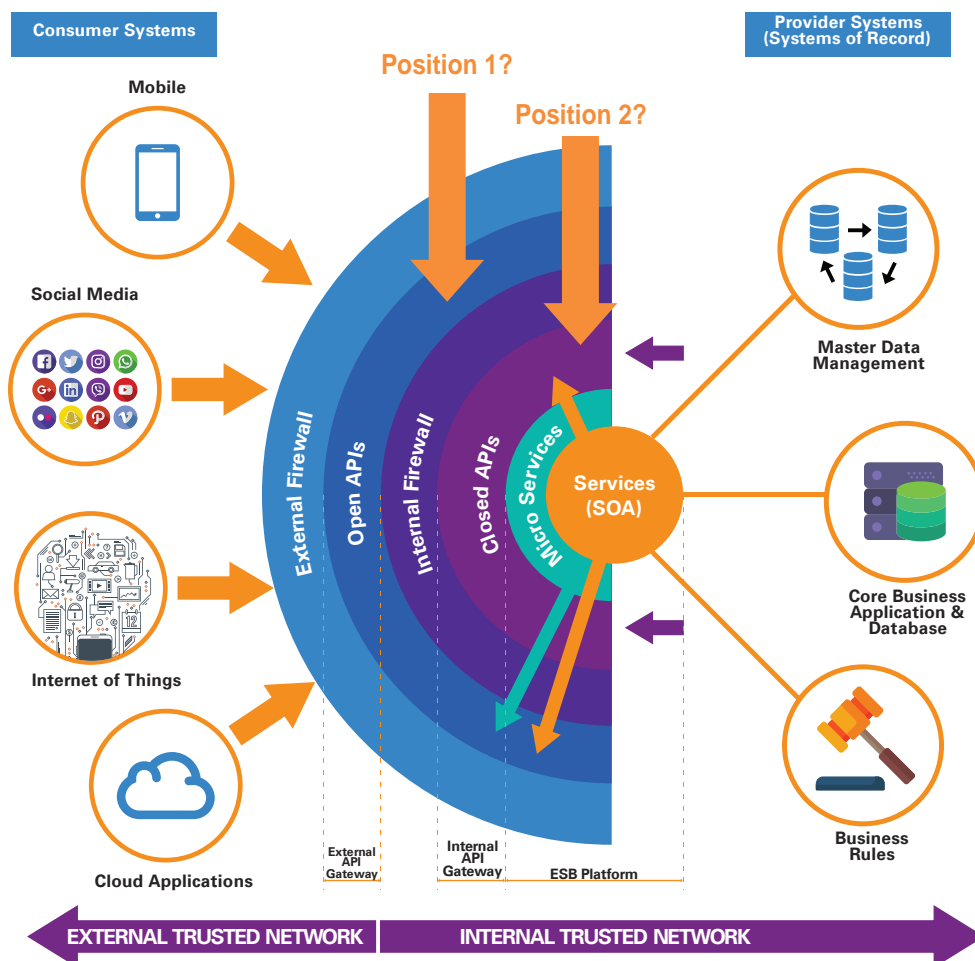 Consumer Systems
Provider Systems
(Systems of Record)
Position 1?
Position 2?
Mobile
Social Media
Internet of Things
Cloud Applications
External Firewall
Open APIs
Internal Firewall
Closed APIs
Micro Services
Services
(SOA)
Master Data
Management
Core Business
Application &
Database
Business
Rules
12
External
API
Gateway
Internal
API
Gateway
ESB Platform
EXTERNAL TRUSTED NETWORK
INTERNAL TRUSTED NETWORK